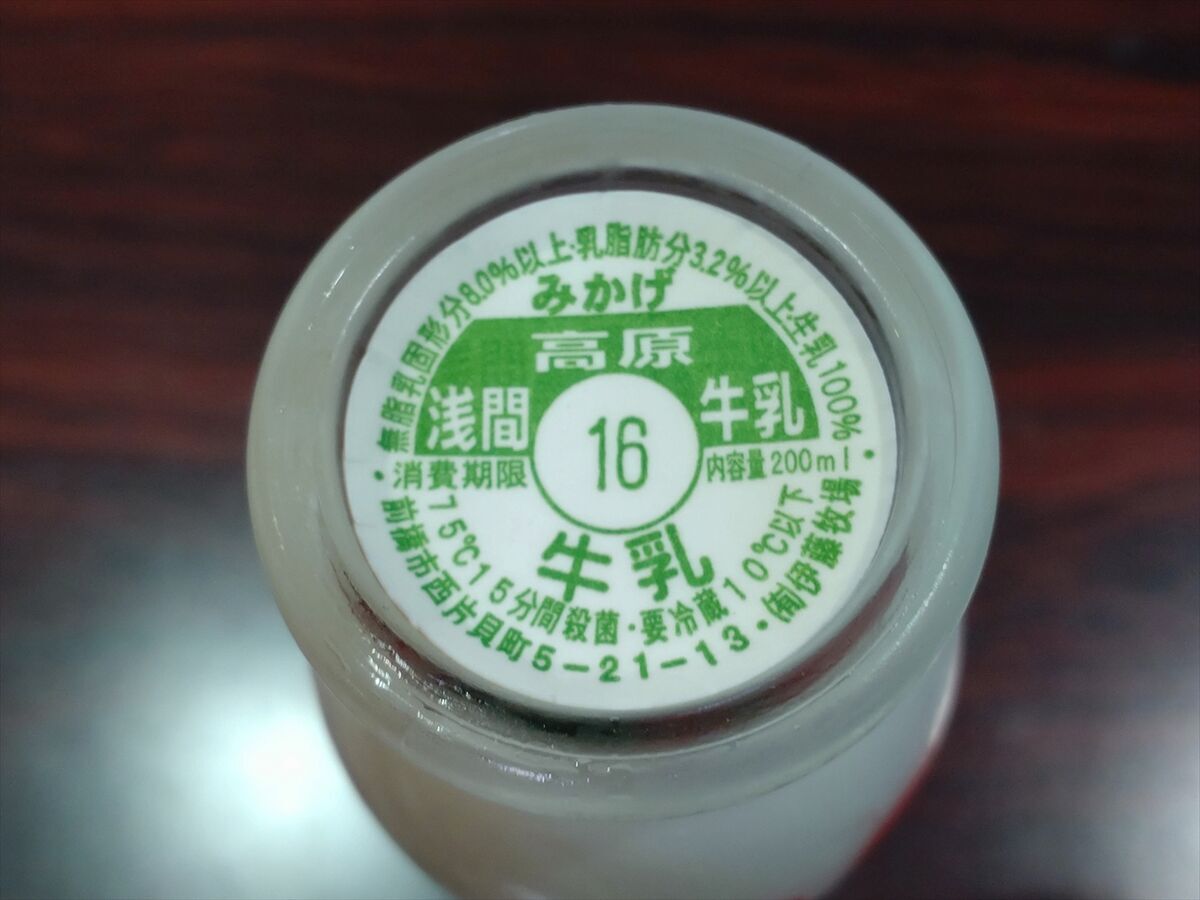 ・無脂乳固形分8.0%以上・乳脂肪分3.2%以上・生乳100%・
みかげ
高原
浅間 牛乳
16
消費期限 内容量200ml
牛乳
75℃15分間殺菌・要冷蔵10℃以下
前橋市西片貝町5-21-13・㈲伊藤牧場